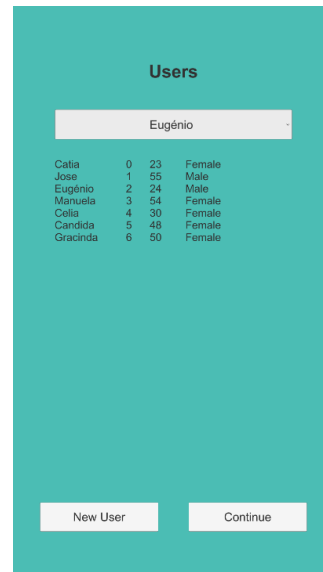 Users
Eugénio
Catia 0 23 Female
Jose 1 55 Male
Eugénio 2 24 Male
Manuela 3 54 Female
Celia 4 30 Female
Candida 5 48 Female
Gracinda 6 50 Female
New User Continue